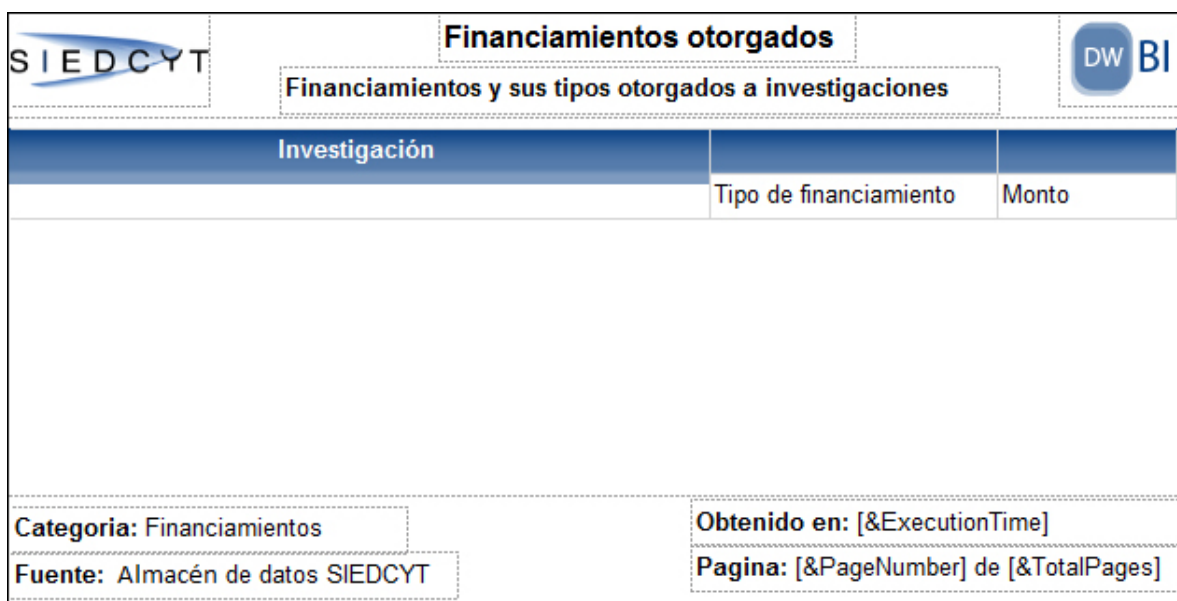 SIEDCYT
Financiamientos otorgados
DW BI
Financiamientos y sus tipos otorgados a investigaciones
Investigación
Tipo de financiamiento Monto
Categoria: Financiamientos
Obtenido en: [&ExecutionTime]
Fuente: Almacén de datos SIEDCYT
Pagina: [&PageNumber] de [&TotalPages]